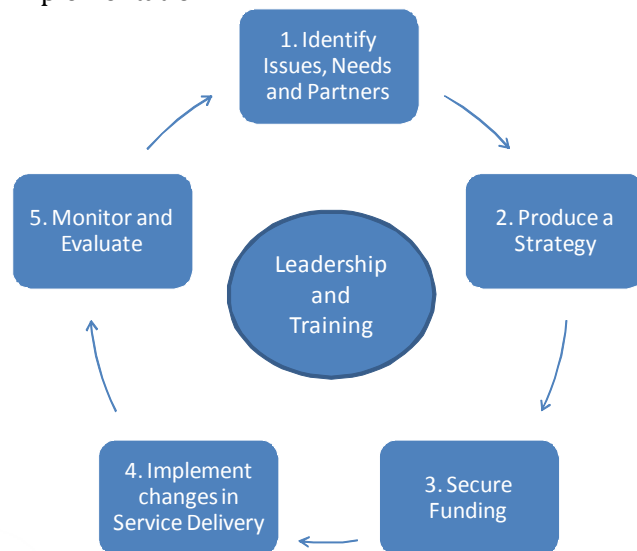 1. Identify
Issues, Needs
and Partners
2. Produce a
Strategy
3. Secure
Funding
4. Implement
changes in
Service Delivery
5. Monitor and
Evaluate
Leadership
and
Training